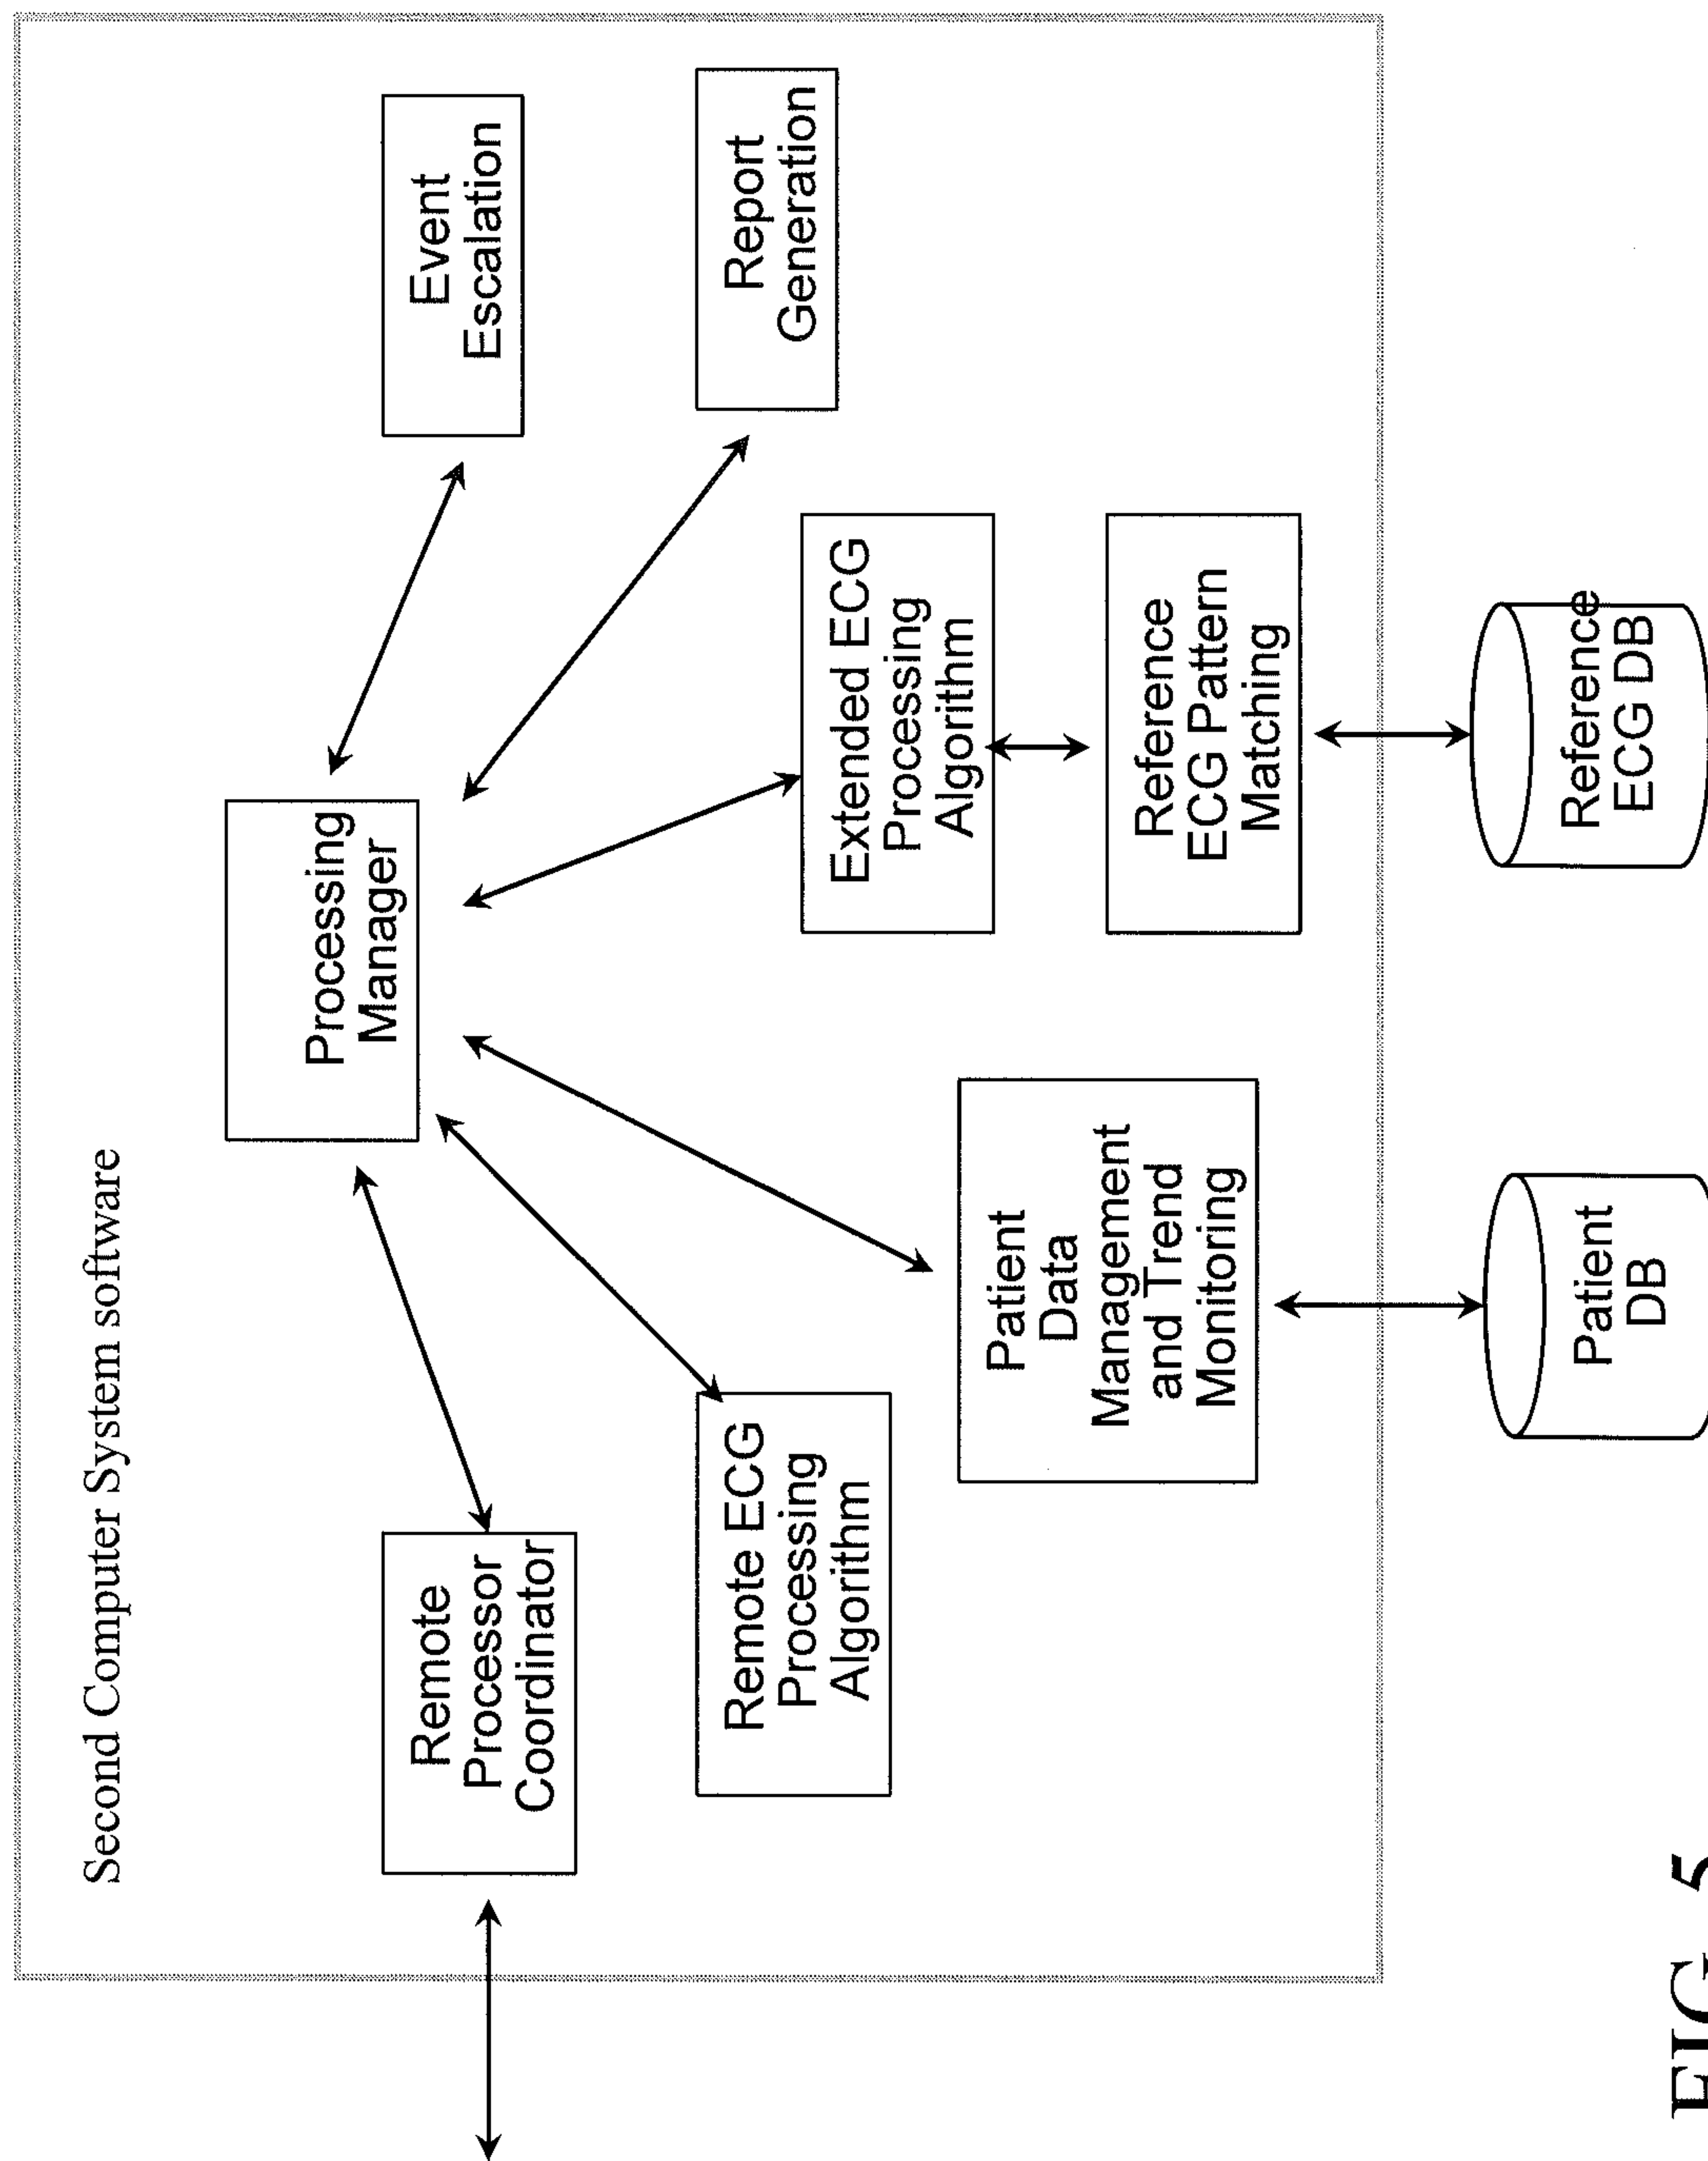 Second Computer System software
Processing
Manager
Event
Escalation
Remote
Processor
Coordinator
Report
Generation
Remote ECG
Processing
Algorithm
Extended ECG
Processing
Algorithm
Patient
Data
Management
and Trend
Monitoring
Reference
ECG Pattern
Matching
Patient
DB
Reference
ECG DB
FIG. 5